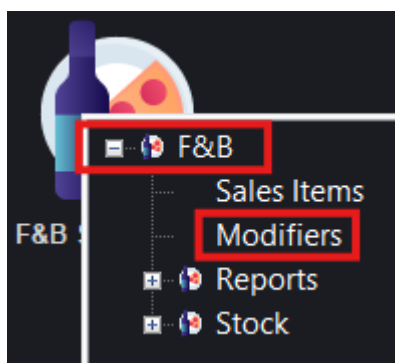 F&B
Sales Items
F&B S
Modifiers
Reports
Stock